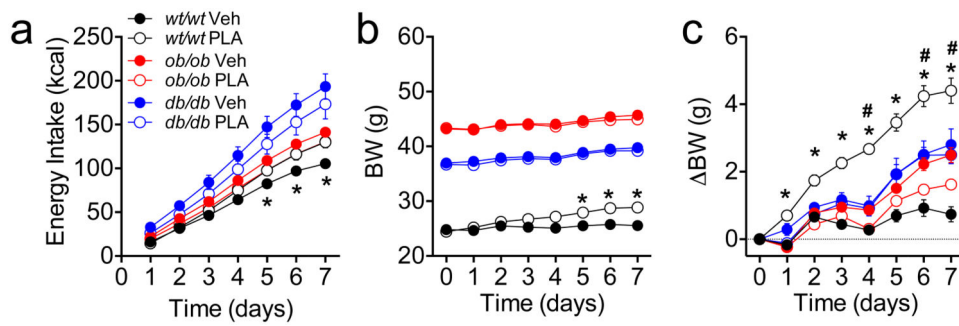 a
Energy Intake (kcal)
250
200
150
100
50
0
0 1 2 3 4 5 6 7
Time (days)
wt/wt Veh
wt/wt PLA
ob/ob Veh
ob/ob PLA
db/db Veh
db/db PLA
* * *
b
BW (g)
60
50
40
30
20
* * *
0 1 2 3 4 5 6 7
Time (days)
c
ΔBW (g)
6
4
2
0
# # #
* * * * * * *
0 1 2 3 4 5 6 7
Time (days)